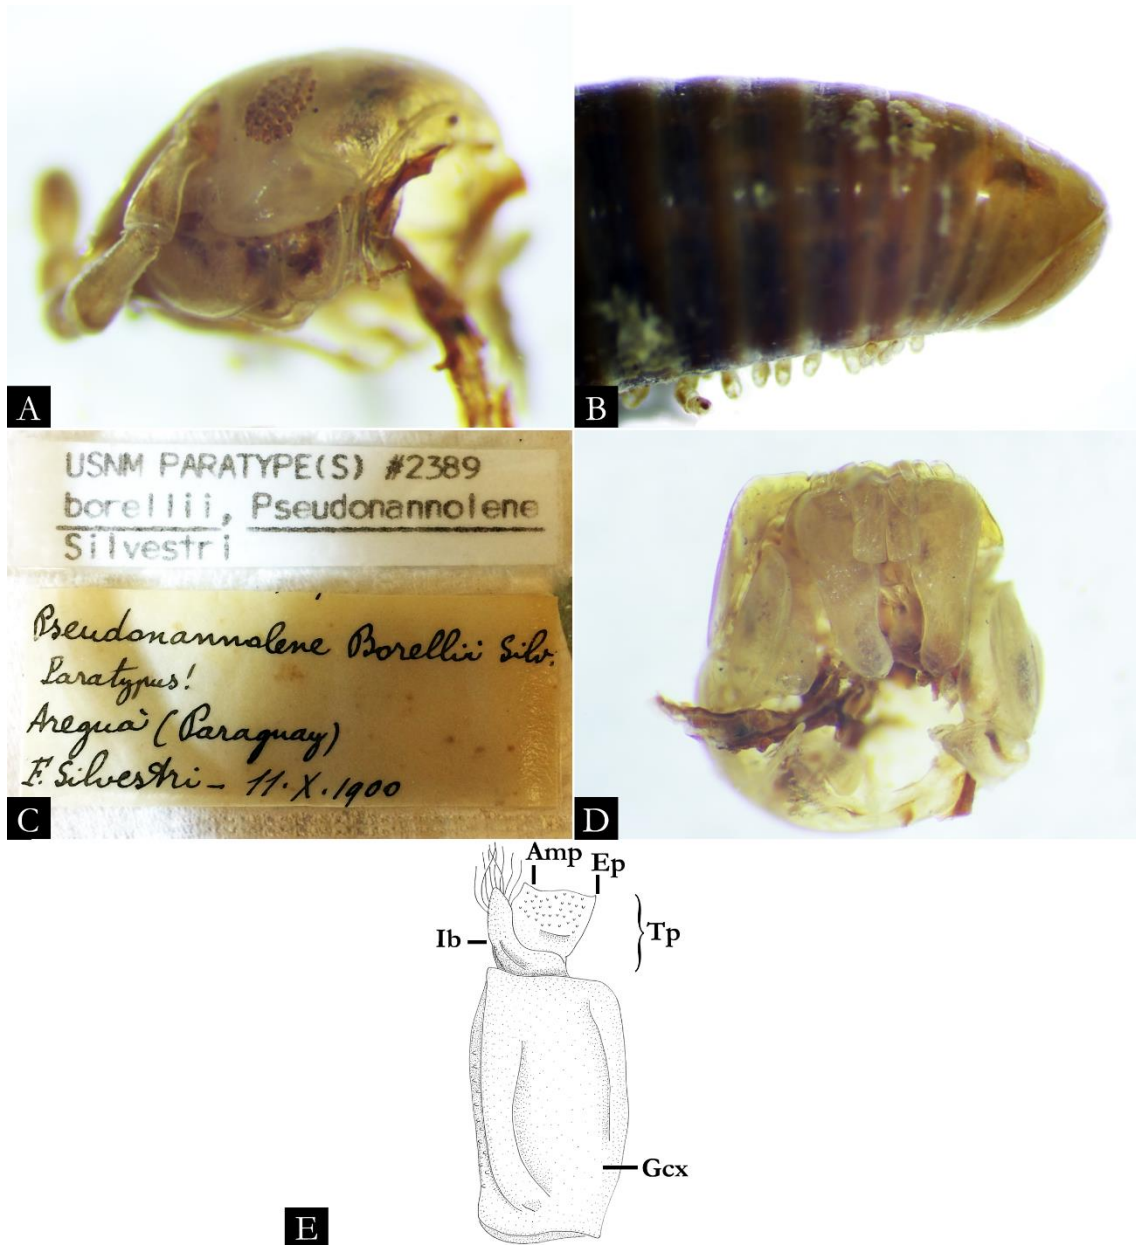 A
B
USNM PARATYPE(S) #2389
borellii, Pseudonannolene
Silvestri
Pseudonannolene Borellii Silv.
Paratypus!
Areguà (Paraguay)
F. Silvestri - 11.X.1900
C
D
Amp
Ep
Ib
Tp
Gcx
E